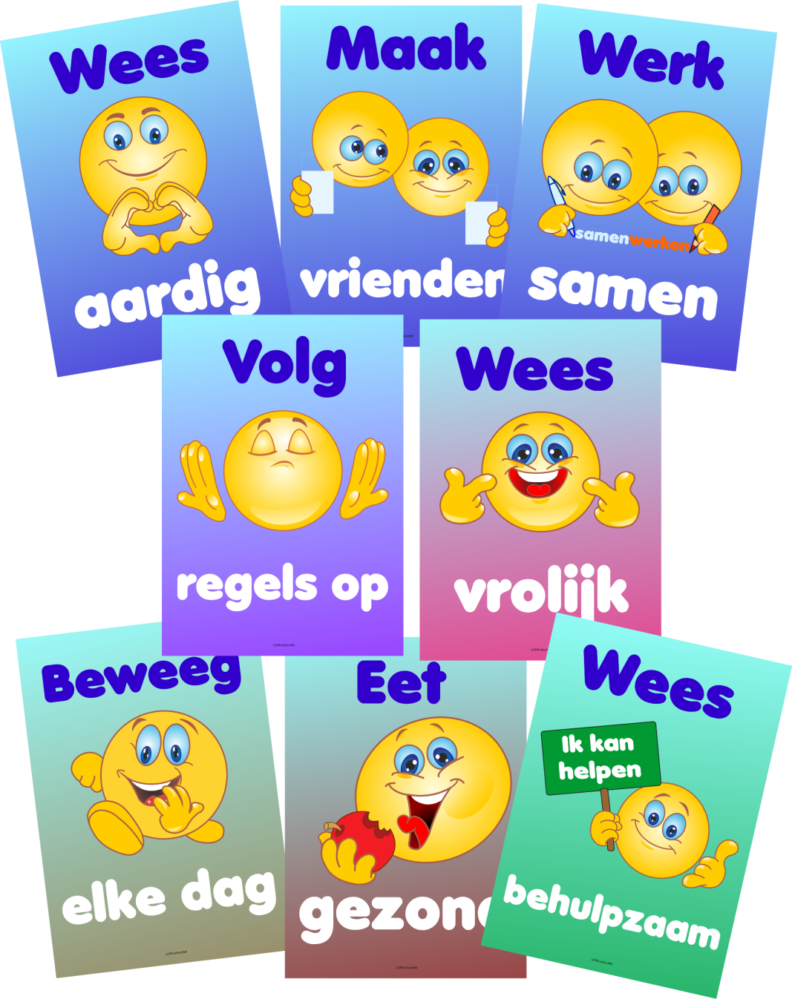 Wees
aardig
Maak
vrienden
Werk
samenwerken
samen
Volg
regels op
Wees
vrolijk
Beweeg
elke dag
Eet
gezond
Wees
Ik kan
helpen
behulpzaam